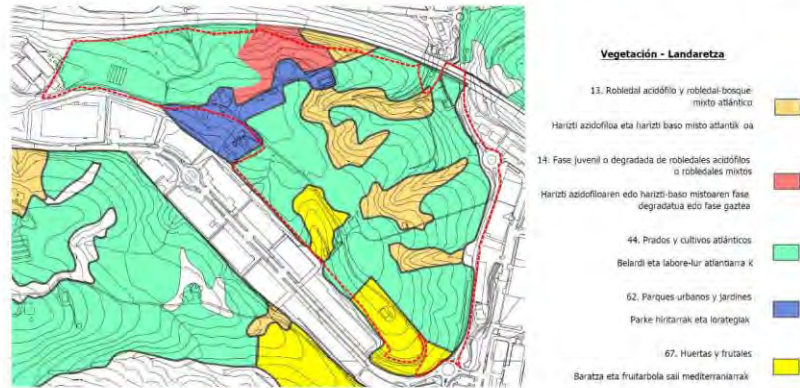 Vegetación - Landaretza
13. Robledal acidófilo y robledal-bosque
mixto atlántico
Harizti azidofiloa eta harizti baso misto atlantik oa
14. Fase juvenil o degradada de robledales acidófilos
o robledales mixtos
Harizti azidofiloaren edo harizti-baso mistoaren fase
degradatua edo fase gaztea
44. Prados y cultivos atlánticos
Belardi eta labore-lur atlantiarra k
62. Parques urbanos y jardines
Parke hiritarrak eta lorategiak
67. Huertas y frutales
Baratza eta fruitarbola sail mediterraniarrak